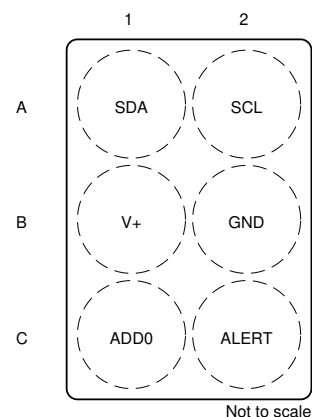 1 2
A SDA SCL
B V+ GND
C ADD0 ALERT
Not to scale